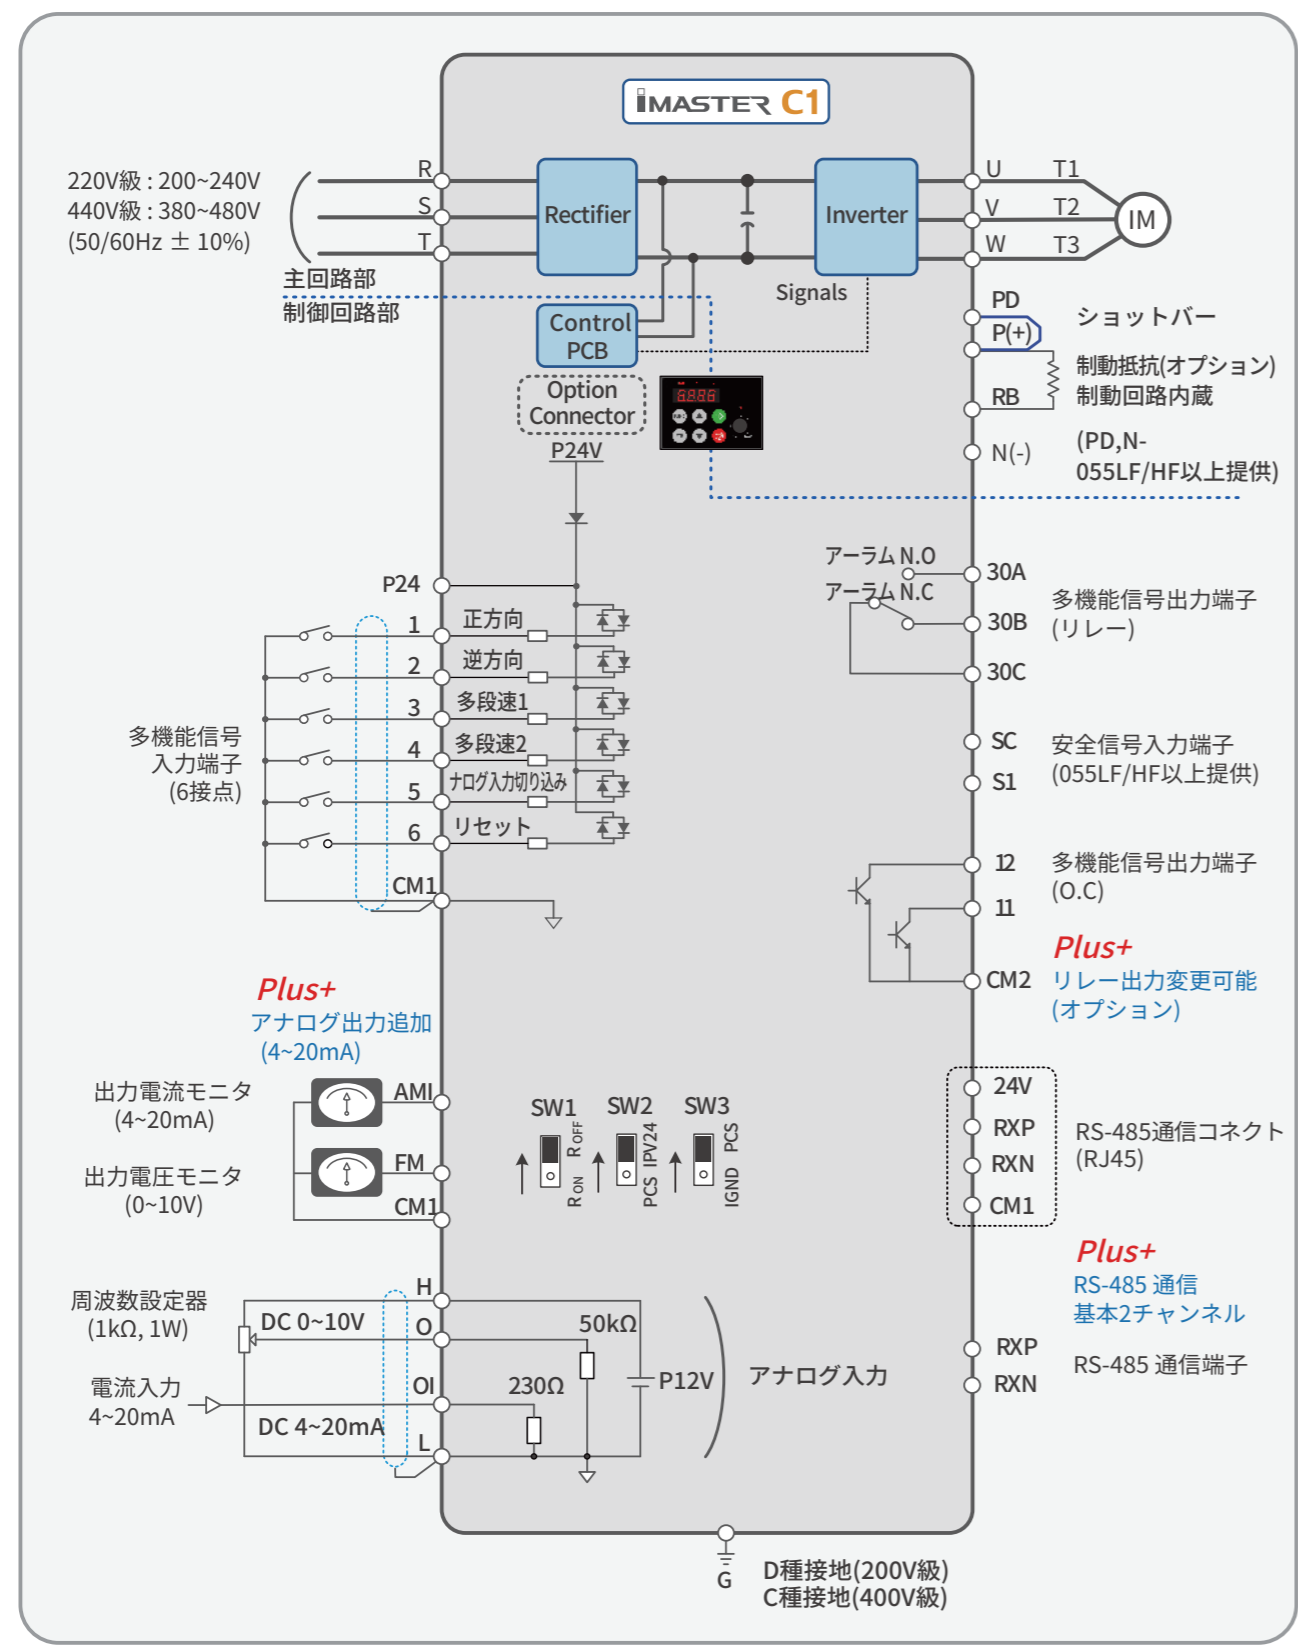 iMASTER C1
220V級 : 200~240V
440V級 : 380~480V
(50/60Hz ± 10%)
R
S
T
Rectifier
Inverter
U T1
V T2
W T3
IM
主回路部
制御回路部
Signals
Control
PCB
Option
Connector
P24V
PD
P(+)
RB
N(-)
ショットバー
制動抵抗(オプション)
制動回路内蔵
(PD,N-
055LF/HF以上提供)
アーラム N.O
アーラム N.C
30A
30B
30C
多機能信号出力端子
(リレー)
P24
1 正方向
2 逆方向
3 多段速1
4 多段速2
5 ナログ入力切り込み
6 リセット
CM1
多機能信号
入力端子
(6接点)
SC
S1
安全信号入力端子
(055LF/HF以上提供)
12
11
CM2
多機能信号出力端子
(O.C)
Plus+
リレー出力変更可能
(オプション)
Plus+
アナログ出力追加
(4~20mA)
出力電流モニタ
(4~20mA)
AMI
出力電圧モニタ
(0~10V)
FM
CM1
SW1 SW2 SW3
R OFF
R ON
IPV24
PCS
PCS
IGND
24V
RXP
RXN
CM1
RS-485通信コネクト
(RJ45)
Plus+
RS-485 通信
基本2チャンネル
RXP
RXN
RS-485 通信端子
周波数設定器
(1kΩ, 1W)
電流入力
4~20mA
H
DC 0~10V
O
OI
DC 4~20mA
L
50kΩ
230Ω
P12V
アナログ入力
G
D種接地(200V級)
C種接地(400V級)